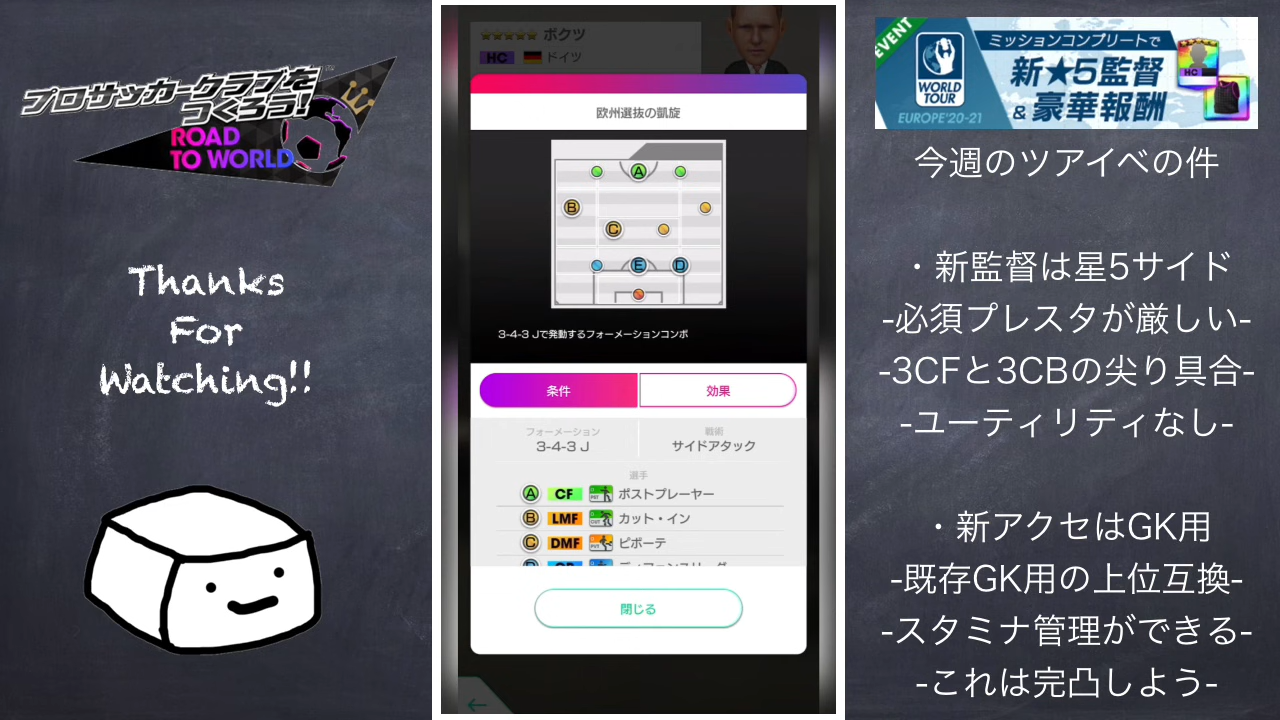 プロサッカークラブを
つくろう!
ROAD
TO WORLD
Thanks
For
Watching!!
★★★★★ ボクツ
HC ドイツ
欧州選抜の凱旋
A
B
C
E D
3-4-3 Jで発動するフォーメーションコンボ
条件 効果
フォーメーション 戦術
3-4-3 J サイドアタック
選手
A CF ポストプレーヤー
B LMF カット・イン
C DMF ピボーテ
閉じる
EVENT
WORLD
TOUR
EUROPE'20-21
ミッションコンプリートで
新★5監督
&豪華報酬
HC
今週のツアイベの件
・新監督は星5サイド
-必須プレスタが厳しい-
-3CFと3CBの尖り具合-
-ユーティリティなし-
・新アクセはGK用
-既存GK用の上位互換-
-スタミナ管理ができる-
-これは完凸しよう-